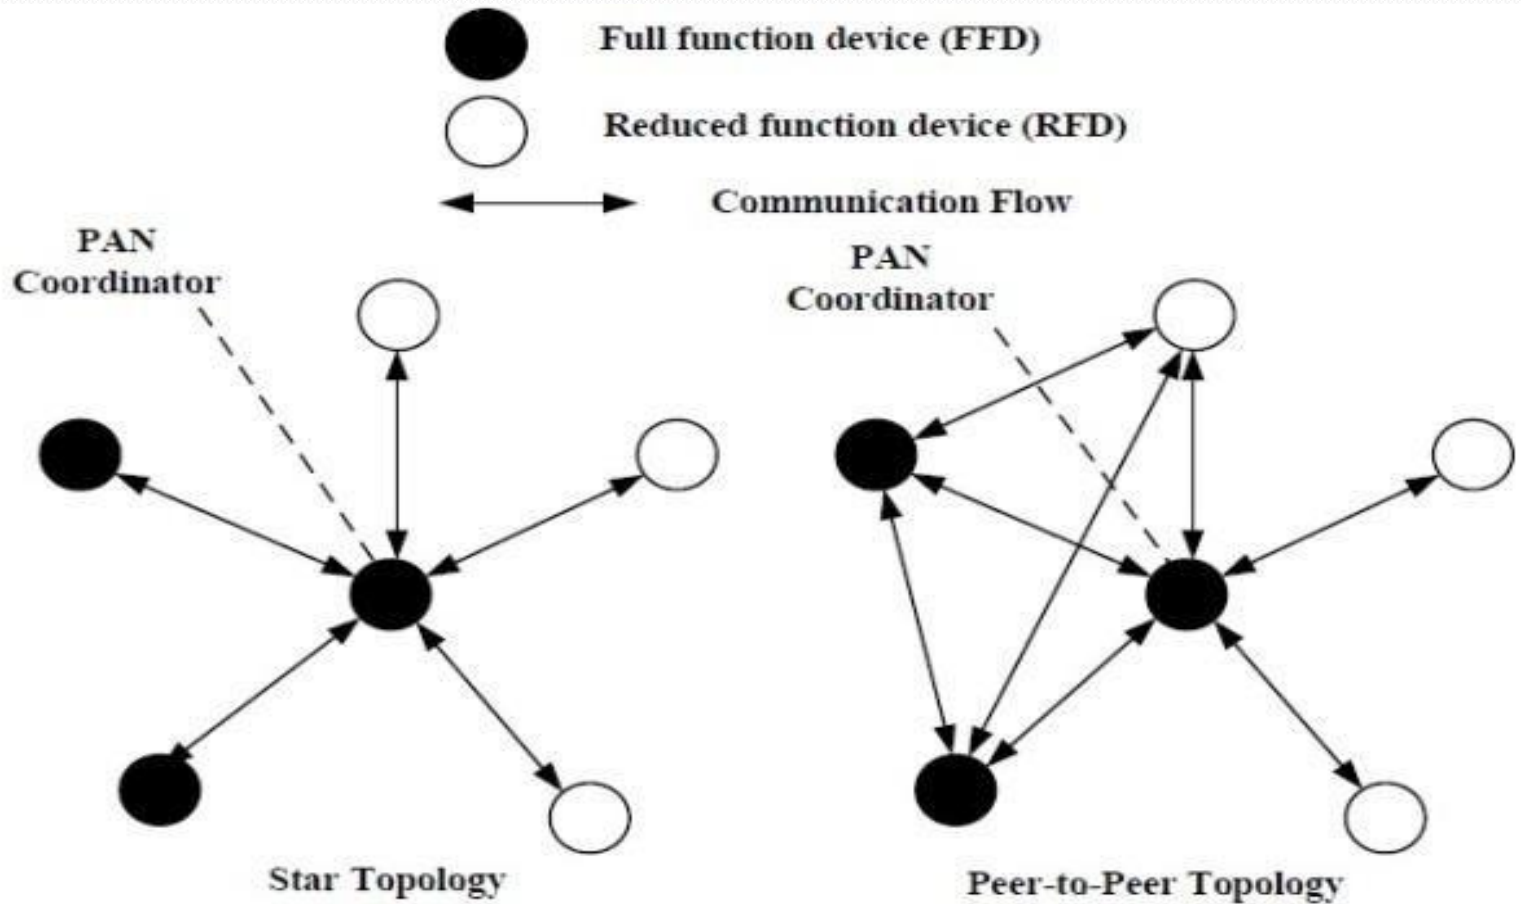 Full function device (FFD)
Reduced function device (RFD)
Communication Flow
PAN
Coordinator
PAN
Coordinator
Star Topology
Peer-to-Peer Topology